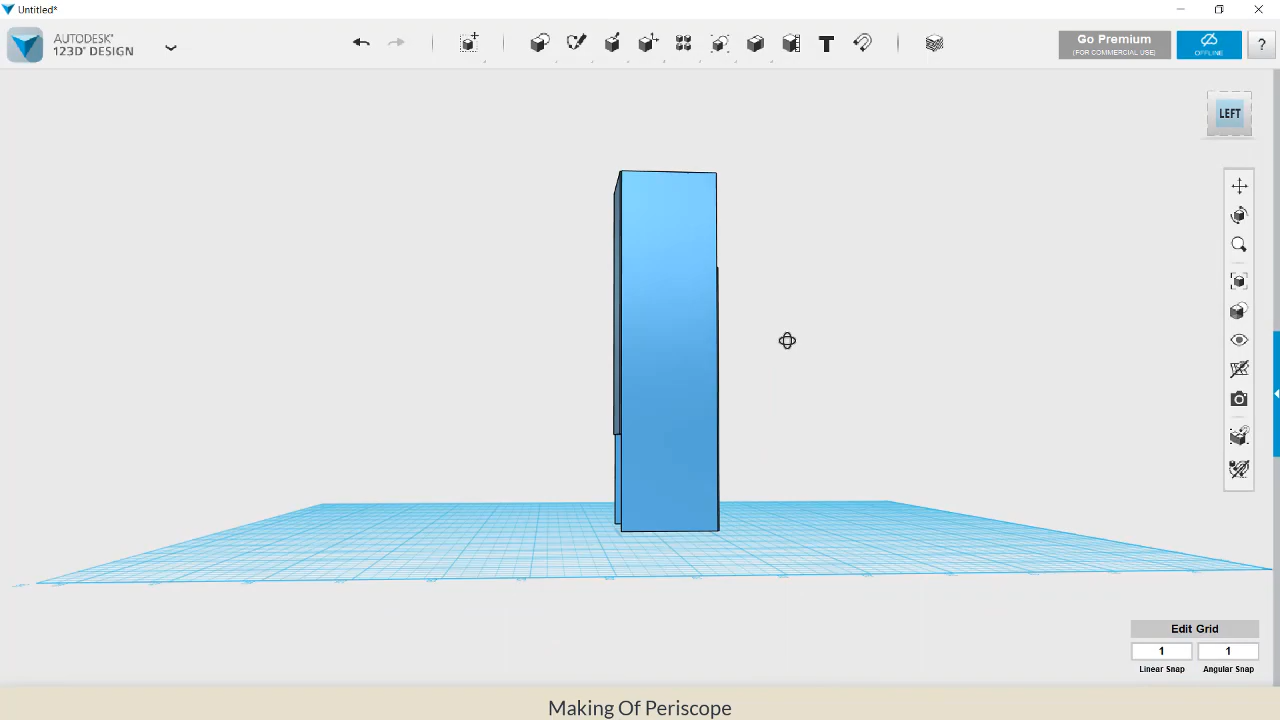 Untitled*
AUTODESK
123D DESIGN
Go Premium
(FOR COMMERCIAL USE)
OFFLINE
?
LEFT
Edit Grid
1
1
Linear Snap
Angular Snap
Making Of Periscope